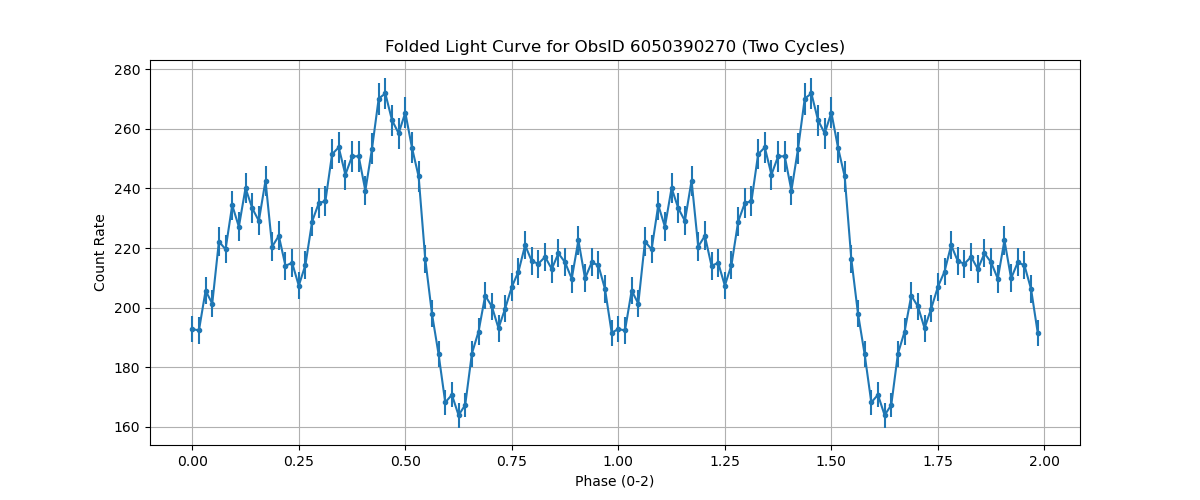 Folded Light Curve for ObsID 6050390270 (Two Cycles)
280
260
240
220
200
180
160
Count Rate
0.00 0.25 0.50 0.75 1.00 1.25 1.50 1.75 2.00
Phase (0-2)